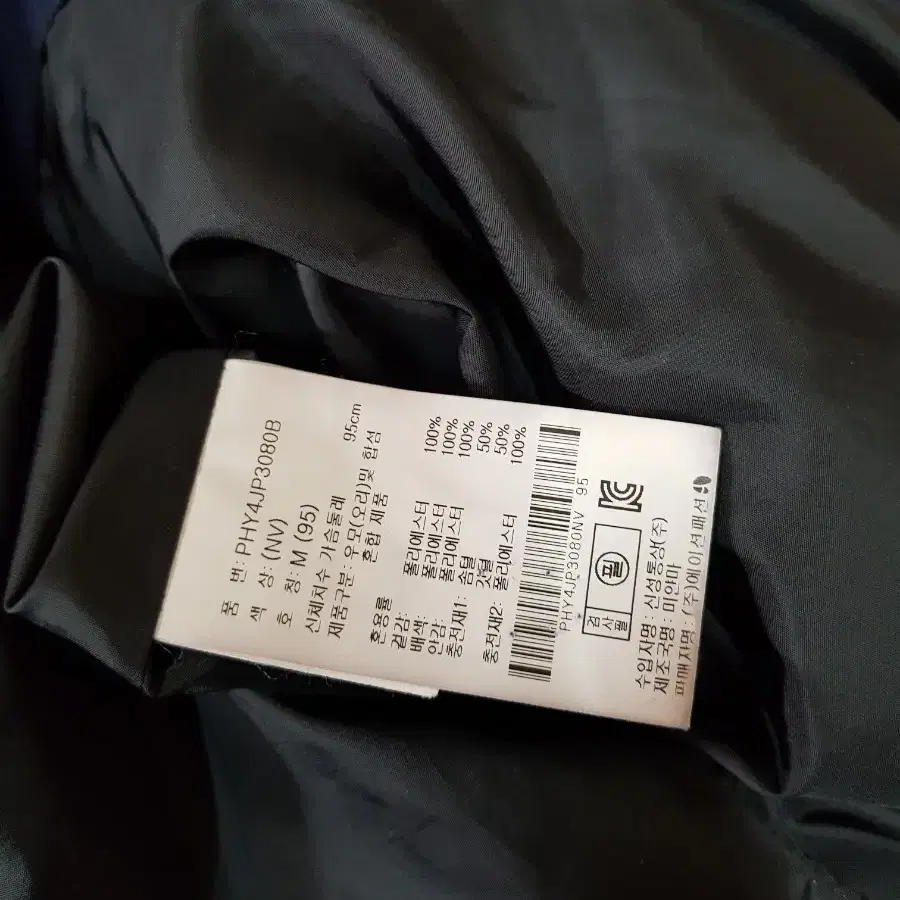 품 번: PHY4JP3080B
색 상: (NV)
호 칭: M (95)
신체치수 가슴둘레 95cm
제품구분: 우모(오리)및 합섬
혼합 제품
혼용률
겉감: 폴리에스터 100%
배색: 폴리에스터 100%
안감: 폴리에스터 100%
충전재1: 솜털 50%
깃털 50%
충전재2: 폴리에스터 100%
PHY4JP3080NV 95
검사필
필
KC
수입자명: 신성통상(주)
제조국명: 미얀마
판매자명: (주)에이션패션